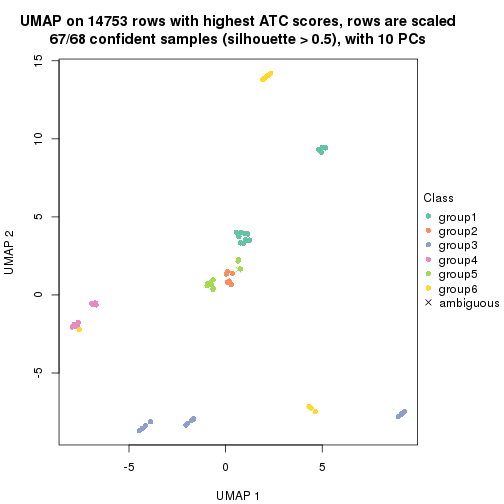 UMAP on 14753 rows with highest ATC scores, rows are scaled
67/68 confident samples (silhouette > 0.5), with 10 PCs
15
10
5
0
-5
UMAP 2
-5
0
5
UMAP 1
Class
group1
group2
group3
group4
group5
group6
ambiguous